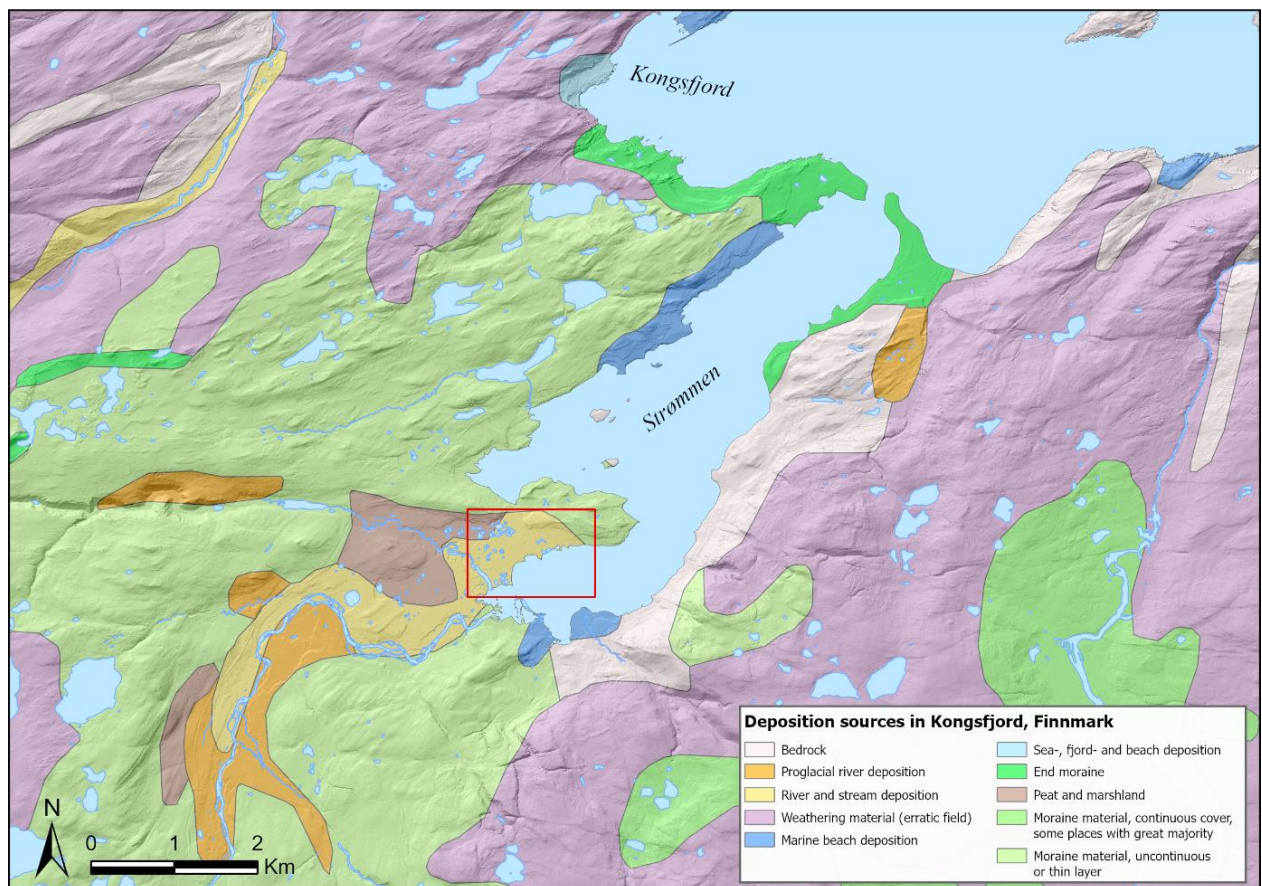 Kongsfjord
Strømmen
Deposition sources in Kongsfjord, Finnmark
Bedrock
Proglacial river deposition
River and stream deposition
Weathering material (erratic field)
Marine beach deposition
Sea-, fjord- and beach deposition
End moraine
Peat and marshland
Moraine material, continuous cover,
some places with great majority
Moraine material, uncontinuous
or thin layer
N
0 1 2
Km